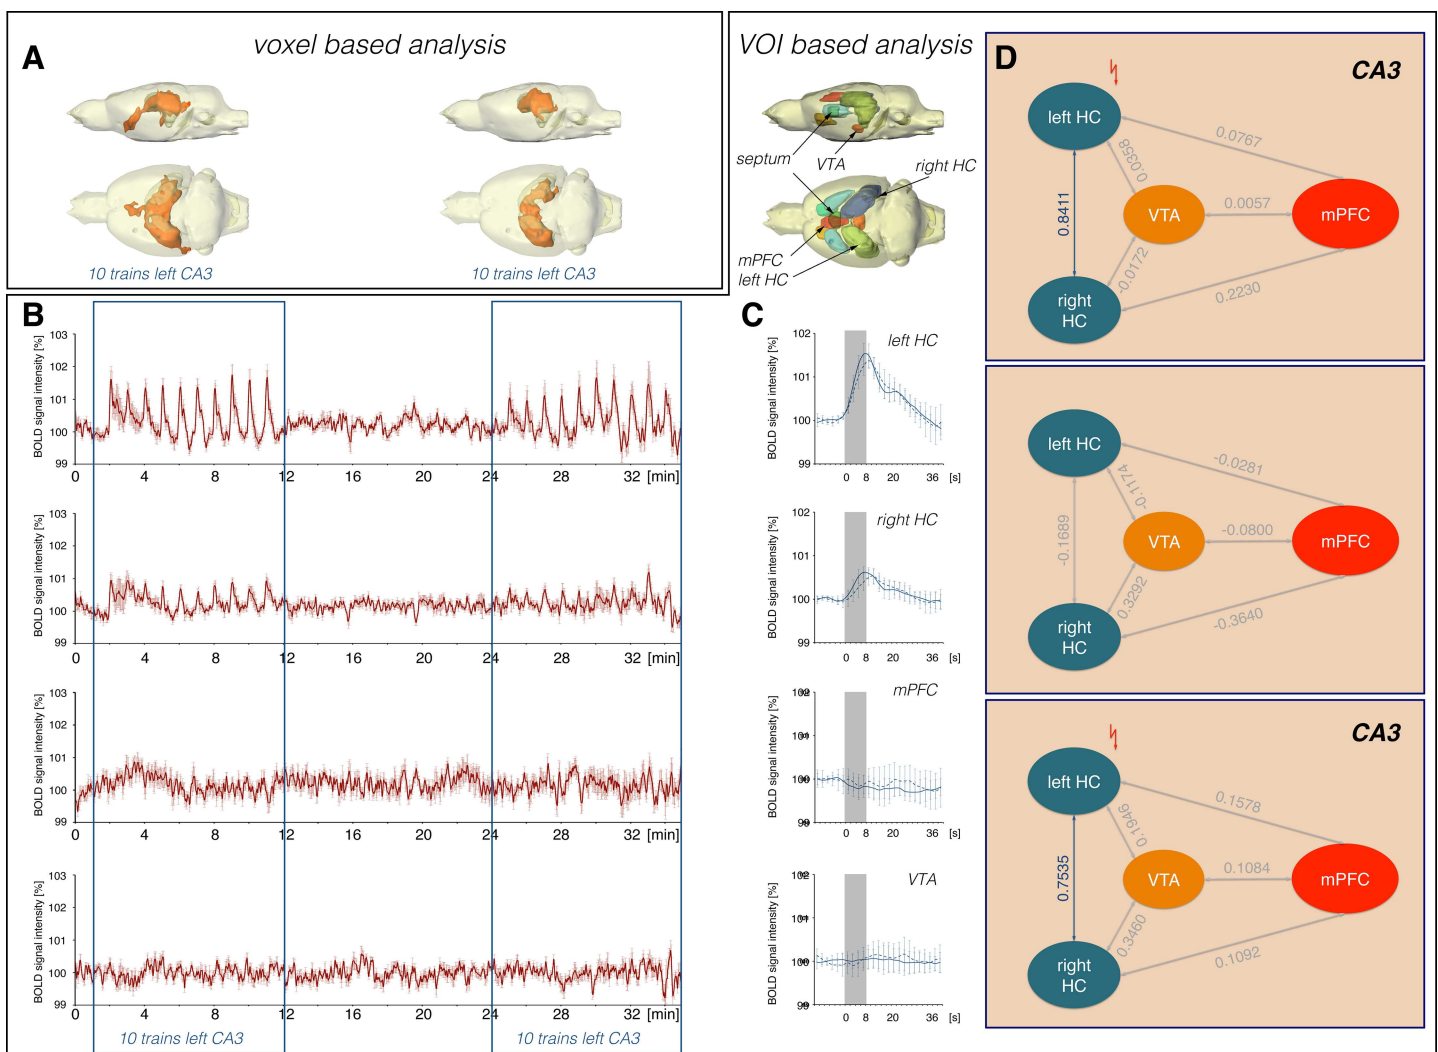 A
voxel based analysis
10 trains left CA3
10 trains left CA3
VOI based analysis
septum
VTA
right HC
mPFC
left HC
B
BOLD signal intensity [%]
103
102
101
100
99
0 4 8 12 16 20 24 28 32 [min]
BOLD signal intensity [%]
103
102
101
100
99
0 4 8 12 16 20 24 28 32 [min]
BOLD signal intensity [%]
103
102
101
100
99
0 4 8 12 16 20 24 28 32 [min]
BOLD signal intensity [%]
103
102
101
100
99
0 4 8 12 16 20 24 28 32 [min]
10 trains left CA3
10 trains left CA3
C
left HC
BOLD signal intensity [%]
102
101
100
99
0 8 20 36 [s]
right HC
BOLD signal intensity [%]
102
101
100
99
0 8 20 36 [s]
mPFC
BOLD signal intensity [%]
0 8 20 36 [s]
VTA
BOLD signal intensity [%]
0 8 20 36 [s]
D
CA3
left HC
0.0767
0.0358
0.8411
VTA
0.0057
mPFC
-0.0172
right
HC
0.2230
left HC
-0.0281
-0.1174
-0.1689
VTA
-0.0800
mPFC
0.3292
right
HC
-0.3640
CA3
left HC
0.1578
0.1946
0.7535
VTA
0.1084
mPFC
0.3460
right
HC
0.1092